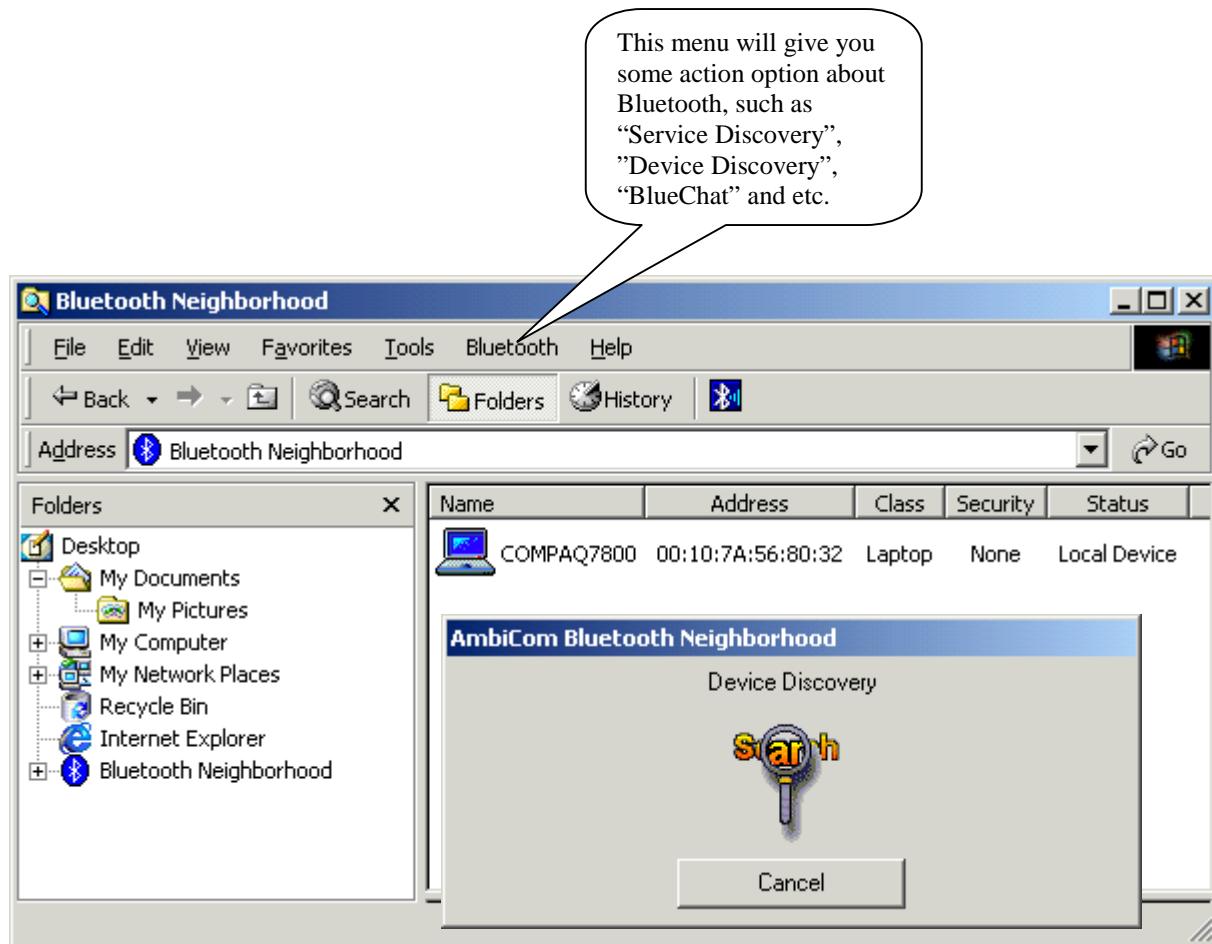 This menu will give you
some action option about
Bluetooth, such as
“Service Discovery”,
”Device Discovery”,
“BlueChat” and etc.
Bluetooth Neighborhood
File Edit View Favorites Tools Bluetooth Help
Back Search Folders History
Address Bluetooth Neighborhood Go
Folders
Name Address Class Security Status
Desktop
My Documents
My Pictures
My Computer
My Network Places
Recycle Bin
Internet Explorer
Bluetooth Neighborhood
COMPAQ7800 00:10:7A:56:80:32 Laptop None Local Device
AmbiCom Bluetooth Neighborhood
Device Discovery
Search
Cancel